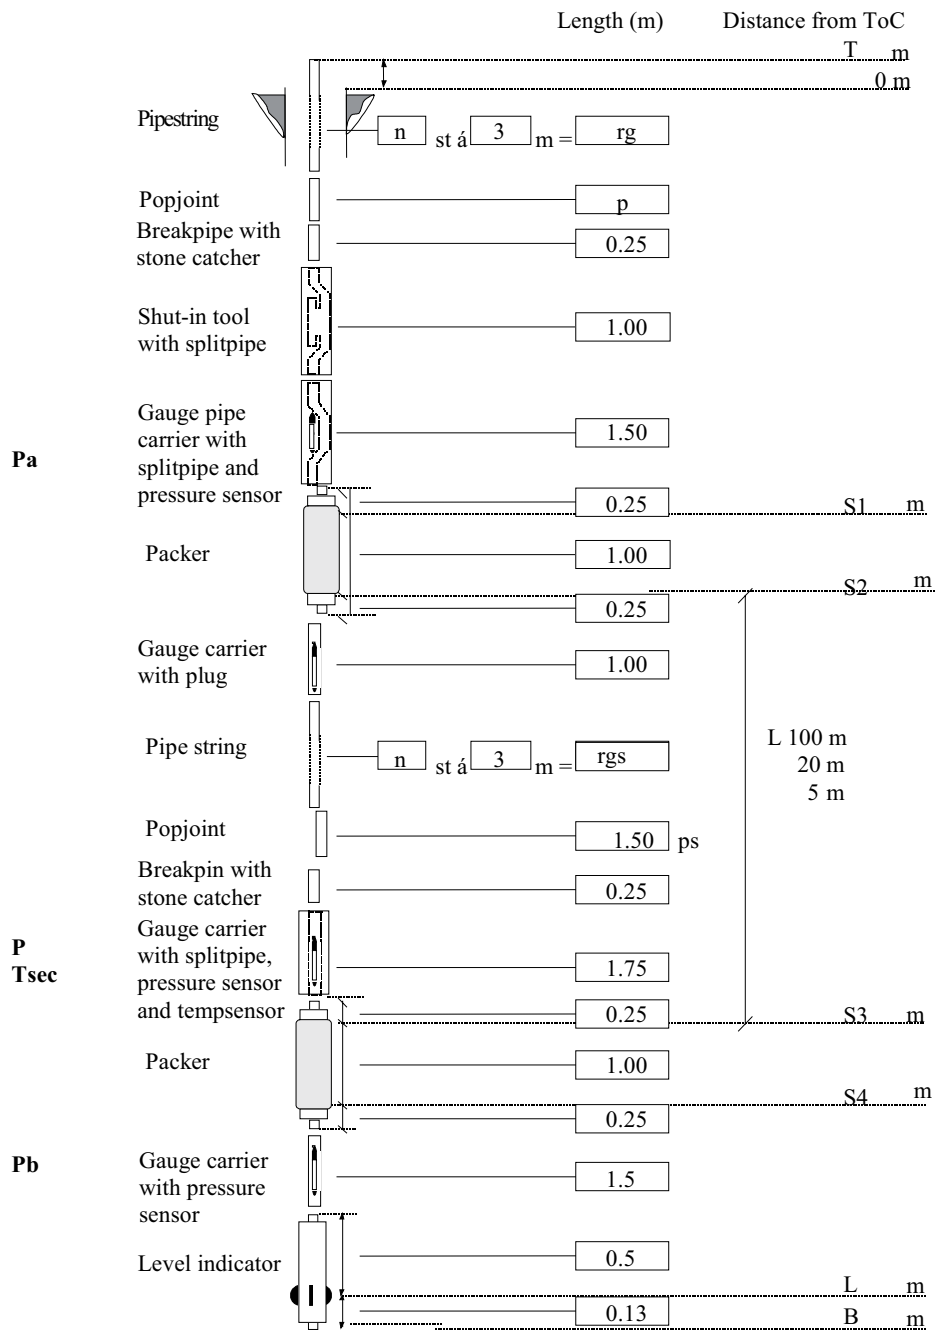 Length (m) Distance from ToC
T m
0 m
Pipestring n st á 3 m = rg
Popjoint p
Breakpipe with
stone catcher 0.25
Shut-in tool
with splitpipe 1.00
Gauge pipe
carrier with
splitpipe and
pressure sensor 1.50
Pa
0.25 S1 m
Packer 1.00
S2 m
0.25
Gauge carrier
with plug 1.00
Pipe string n st á 3 m = rgs
L 100 m
20 m
5 m
Popjoint 1.50 ps
Breakpin with
stone catcher 0.25
Gauge carrier
with splitpipe,
pressure sensor
and tempsensor 1.75
P
Tsec
0.25 S3 m
Packer 1.00
S4 m
0.25
Pb
Gauge carrier
with pressure
sensor 1.5
Level indicator 0.5
L m
0.13
B m